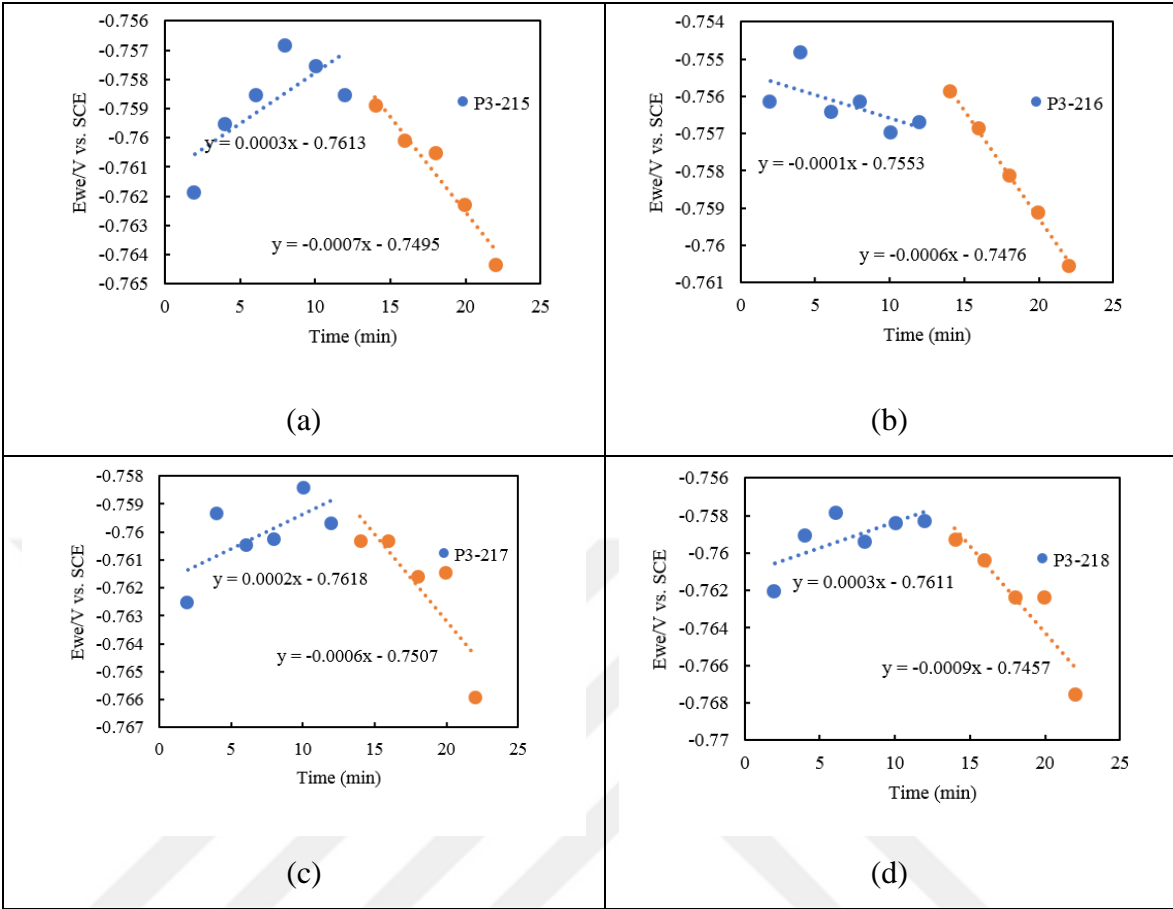 -0.756
-0.757
-0.758
-0.759
-0.76
-0.761
-0.762
-0.763
-0.764
-0.765
Ewe/V vs. SCE
P3-215
y = 0.0003x - 0.7613
y = -0.0007x - 0.7495
0 5 10 15 20 25
Time (min)
(a)
-0.754
-0.755
-0.756
-0.757
-0.758
-0.759
-0.76
-0.761
Ewe/V vs. SCE
P3-216
y = -0.0001x - 0.7553
y = -0.0006x - 0.7476
0 5 10 15 20 25
Time (min)
(b)
-0.758
-0.759
-0.76
-0.761
-0.762
-0.763
-0.764
-0.765
-0.766
-0.767
Ewe/V vs. SCE
P3-217
y = 0.0002x - 0.7618
y = -0.0006x - 0.7507
0 5 10 15 20 25
Time (min)
(c)
-0.756
-0.758
-0.76
-0.762
-0.764
-0.766
-0.768
-0.77
Ewe/V vs. SCE
P3-218
y = 0.0003x - 0.7611
y = -0.0009x - 0.7457
0 5 10 15 20 25
Time (min)
(d)